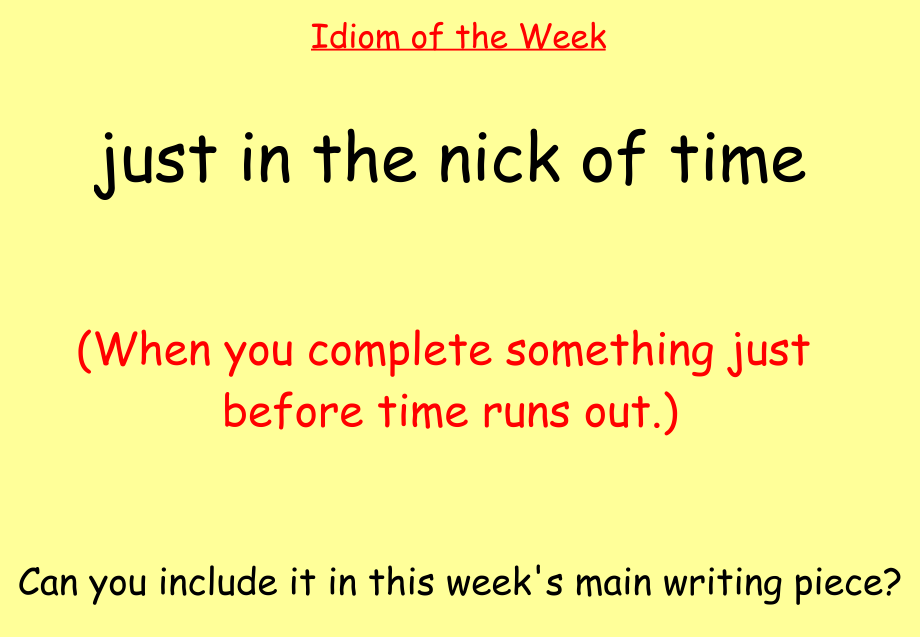 Idiom of the Week
just in the nick of time
(When you complete something just
before time runs out.)
Can you include it in this week's main writing piece?